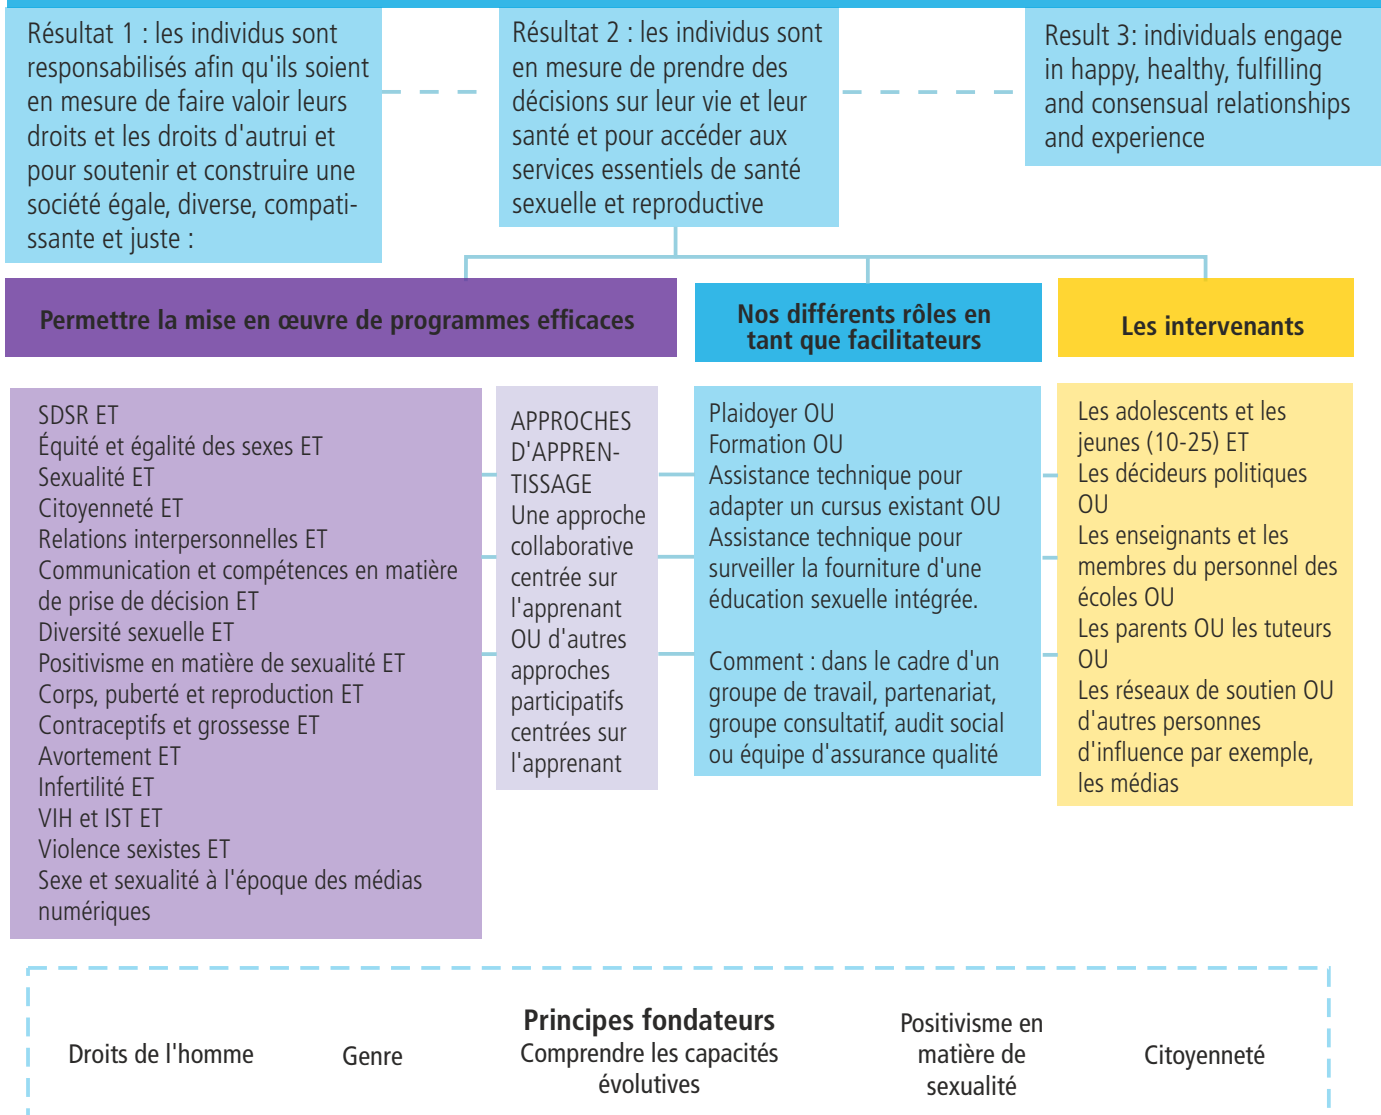 Résultat 1 : les individus sont
responsabilisés afin qu'ils soient
en mesure de faire valoir leurs
droits et les droits d'autrui et
pour soutenir et construire une
société égale, diverse, compati-
ssante et juste :
Résultat 2 : les individus sont
en mesure de prendre des
décisions sur leur vie et leur
santé et pour accéder aux
services essentiels de santé
sexuelle et reproductive
Result 3: individuals engage
in happy, healthy, fulfilling
and consensual relationships
and experience
Permettre la mise en œuvre de programmes efficaces
Nos différents rôles en
tant que facilitateurs
Les intervenants
SDSR ET
Équité et égalité des sexes ET
Sexualité ET
Citoyenneté ET
Relations interpersonnelles ET
Communication et compétences en matière
de prise de décision ET
Diversité sexuelle ET
Positivisme en matière de sexualité ET
Corps, puberté et reproduction ET
Contraceptifs et grossesse ET
Avortement ET
Infertilité ET
VIH et IST ET
Violence sexistes ET
Sexe et sexualité à l'époque des médias
numériques
APPROCHES
D'APPREN-
TISSAGE
Une approche
collaborative
centrée sur
l'apprenant
OU d'autres
approches
participatifs
centrées sur
l'apprenant
Plaidoyer OU
Formation OU
Assistance technique pour
adapter un cursus existant OU
Assistance technique pour
surveiller la fourniture d'une
éducation sexuelle intégrée.
Comment : dans le cadre d'un
groupe de travail, partenariat,
groupe consultatif, audit social
ou équipe d'assurance qualité
Les adolescents et les
jeunes (10-25) ET
Les décideurs politiques
OU
Les enseignants et les
membres du personnel des
écoles OU
Les parents OU les tuteurs
OU
Les réseaux de soutien OU
d'autres personnes
d'influence par exemple,
les médias
Principes fondateurs
Droits de l'homme
Genre
Comprendre les capacités
évolutives
Positivisme en
matière de
sexualité
Citoyenneté